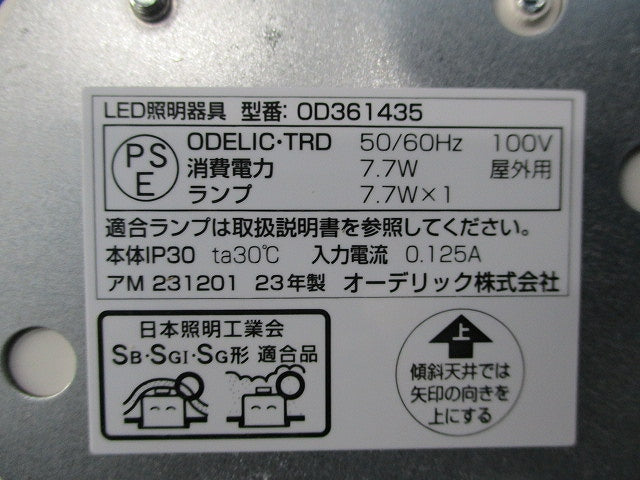 LED照明器具 型番: OD361435
PS
E
ODELIC・TRD 50/60Hz 100V
消費電力 7.7W 屋外用
ランプ 7.7W×1
適合ランプは取扱説明書を参照してください。
本体IP30 ta30℃ 入力電流 0.125A
アM 231201 23年製 オーデリック株式会社
日本照明工業会
SB・SGI・SG形 適合品
上
傾斜天井では
矢印の向きを
上にする